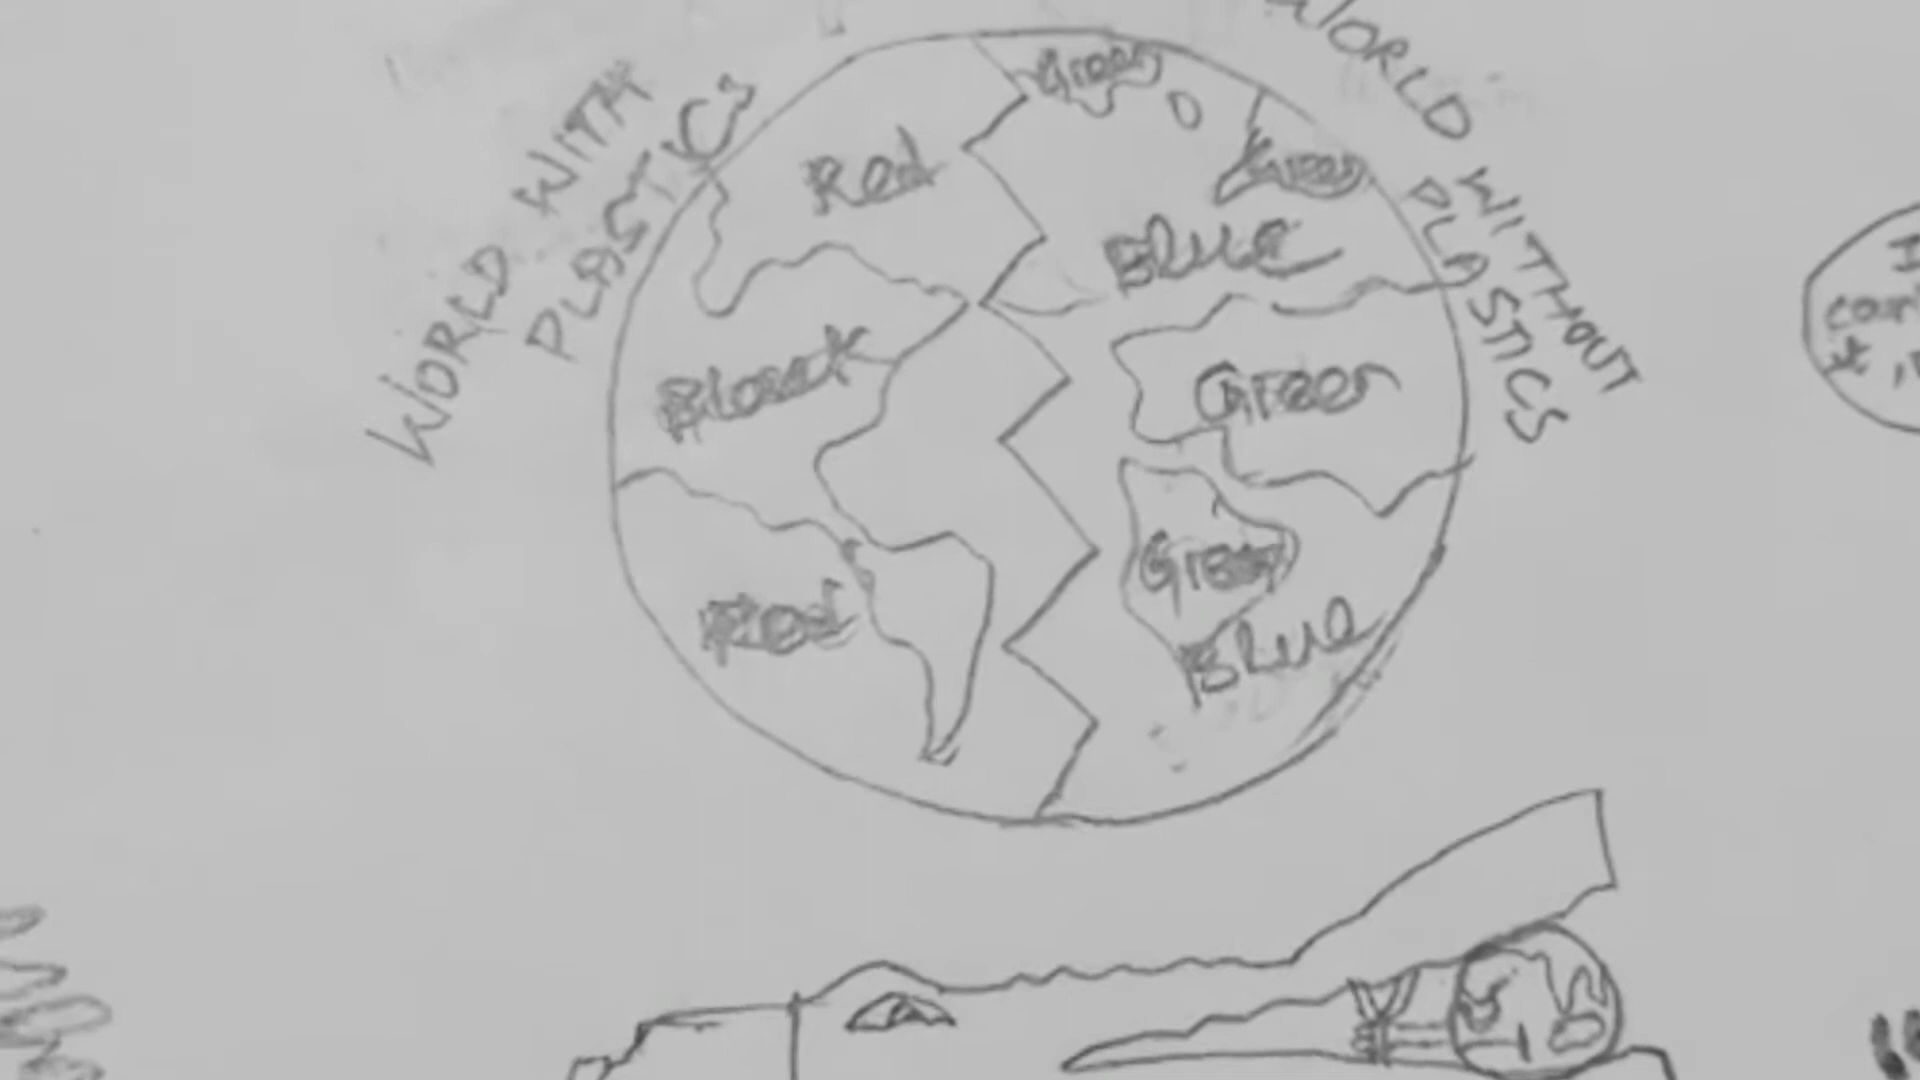 WORLD WITH
PLASTICS
WORLD WITHOUT
PLASTICS
Green
Red
Green
BLUE
Black
Green
Green
Red
BLUE